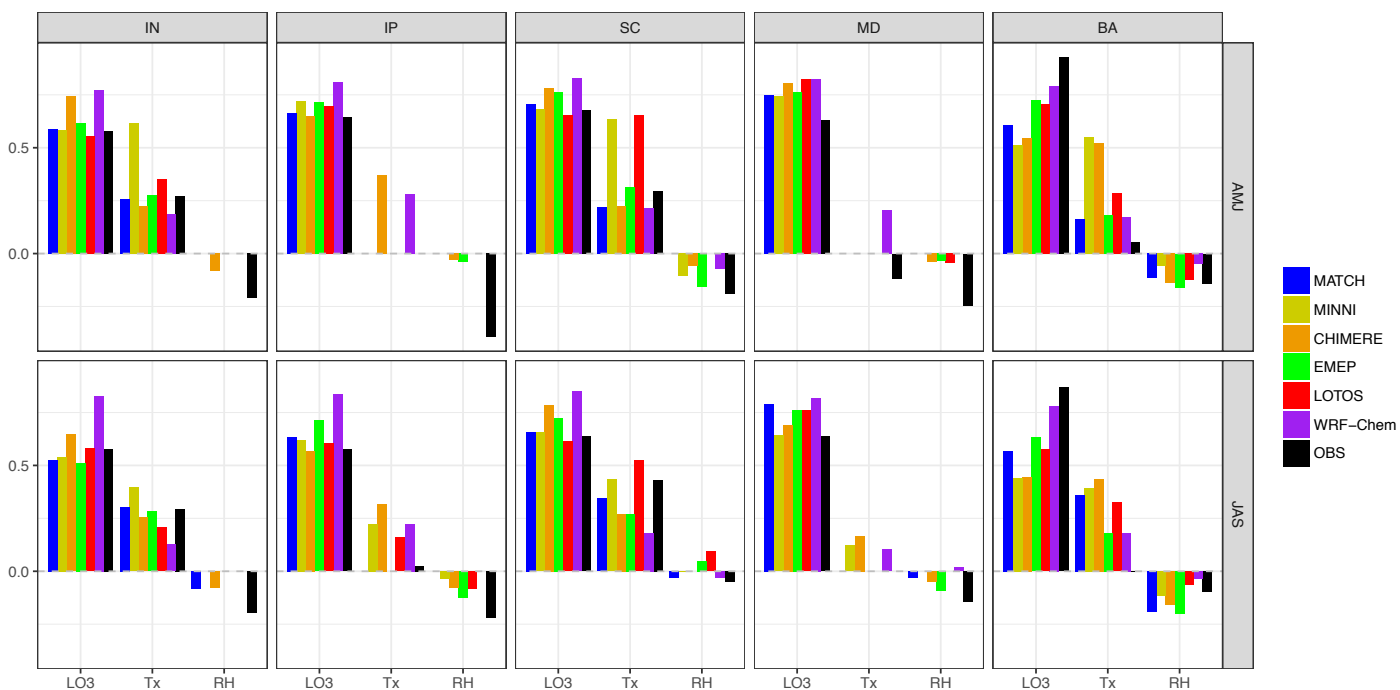 IN IP SC MD BA
0.5
0.0
AMJ
0.5
0.0
JAS
LO3 Tx RH LO3 Tx RH LO3 Tx RH LO3 Tx RH LO3 Tx RH
MATCH
MINNI
CHIMERE
EMEP
LOTOS
WRF−Chem
OBS